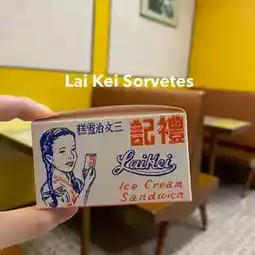 Lai Kei Sorvetes
糕雪治文三
記禮
LaiKei
Ice Cream
Sandwich